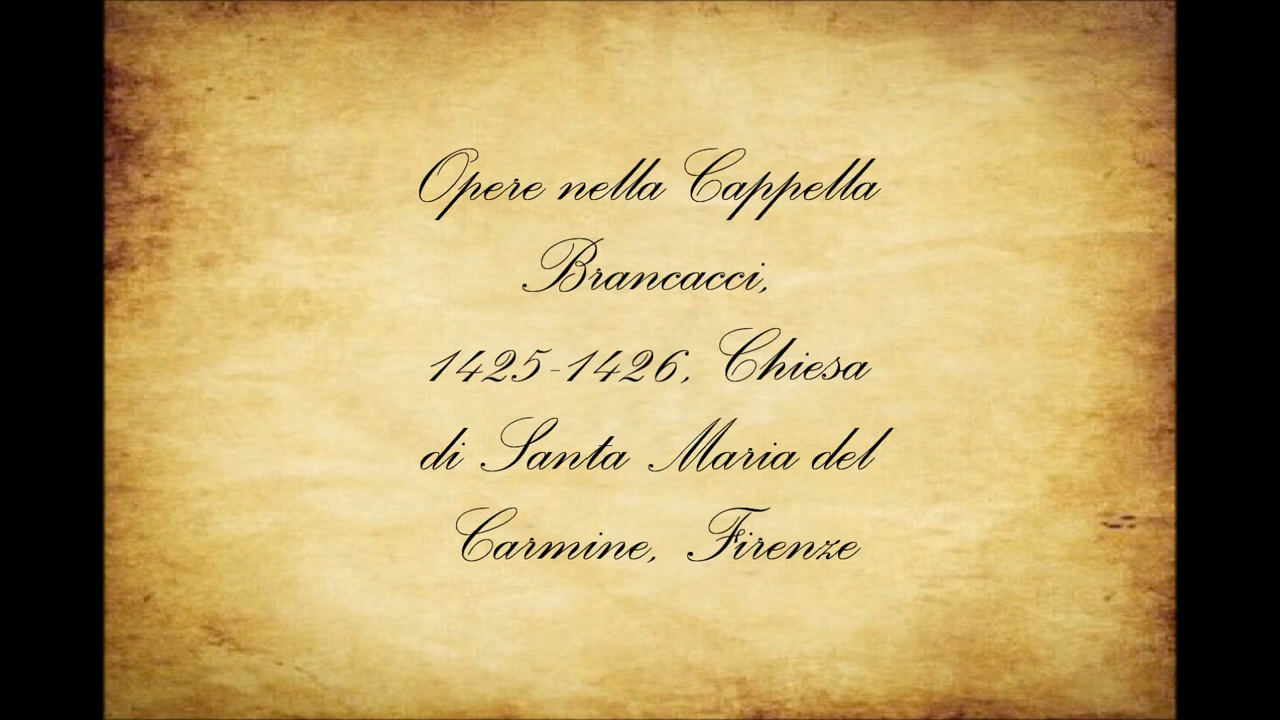 Opere nella Cappella
Brancacci,
1425-1426, Chiesa
di Santa Maria del
Carmine, Firenze